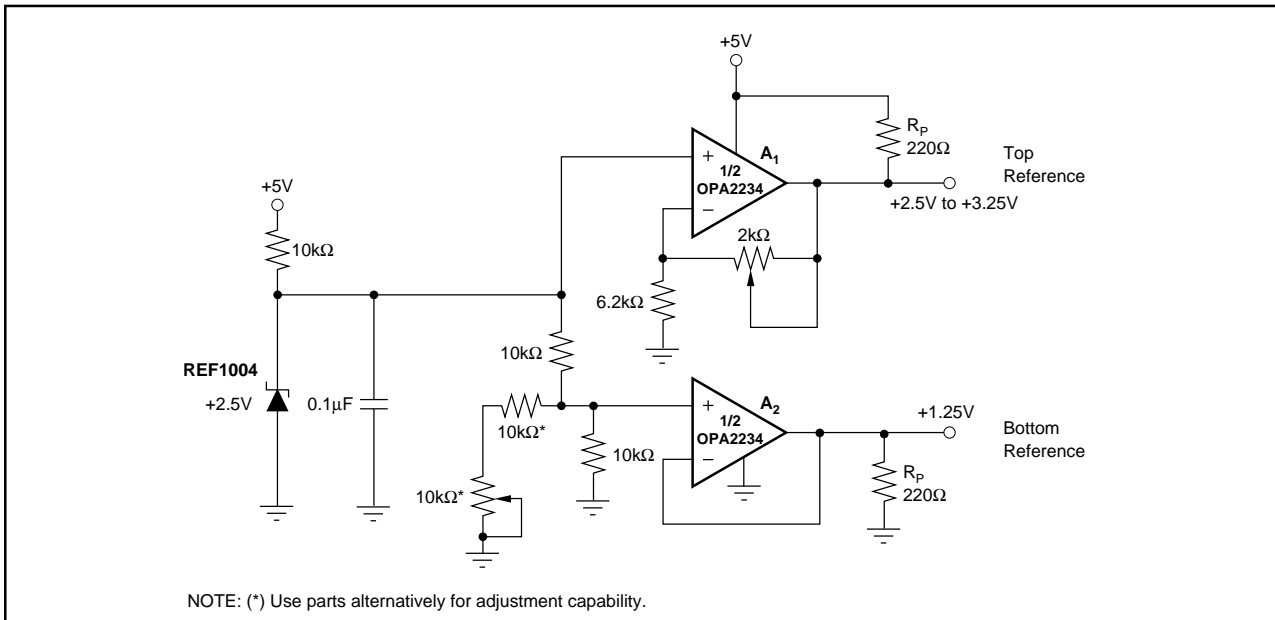 +5V
A1
+
1/2
OPA2234
−
RP
220Ω
Top
Reference
+2.5V to +3.25V
2kΩ
6.2kΩ
+5V
10kΩ
REF1004
+2.5V
0.1µF
10kΩ
10kΩ*
10kΩ*
10kΩ
A2
+
1/2
OPA2234
−
+1.25V
Bottom
Reference
RP
220Ω
NOTE: (*) Use parts alternatively for adjustment capability.